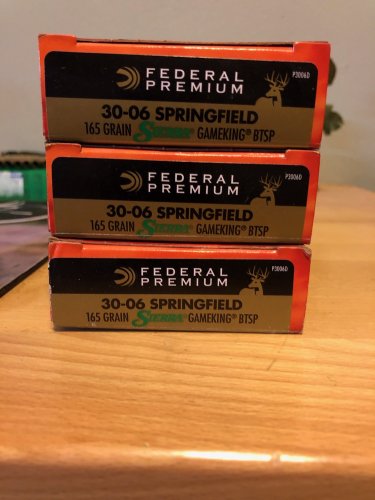 FEDERAL
PREMIUM
P3006D
30-06 SPRINGFIELD
165 GRAIN SIERRA GAMEKING® BTSP
FEDERAL
PREMIUM
P3006D
30-06 SPRINGFIELD
165 GRAIN SIERRA GAMEKING® BTSP
FEDERAL
PREMIUM
P3006D
30-06 SPRINGFIELD
165 GRAIN SIERRA GAMEKING® BTSP